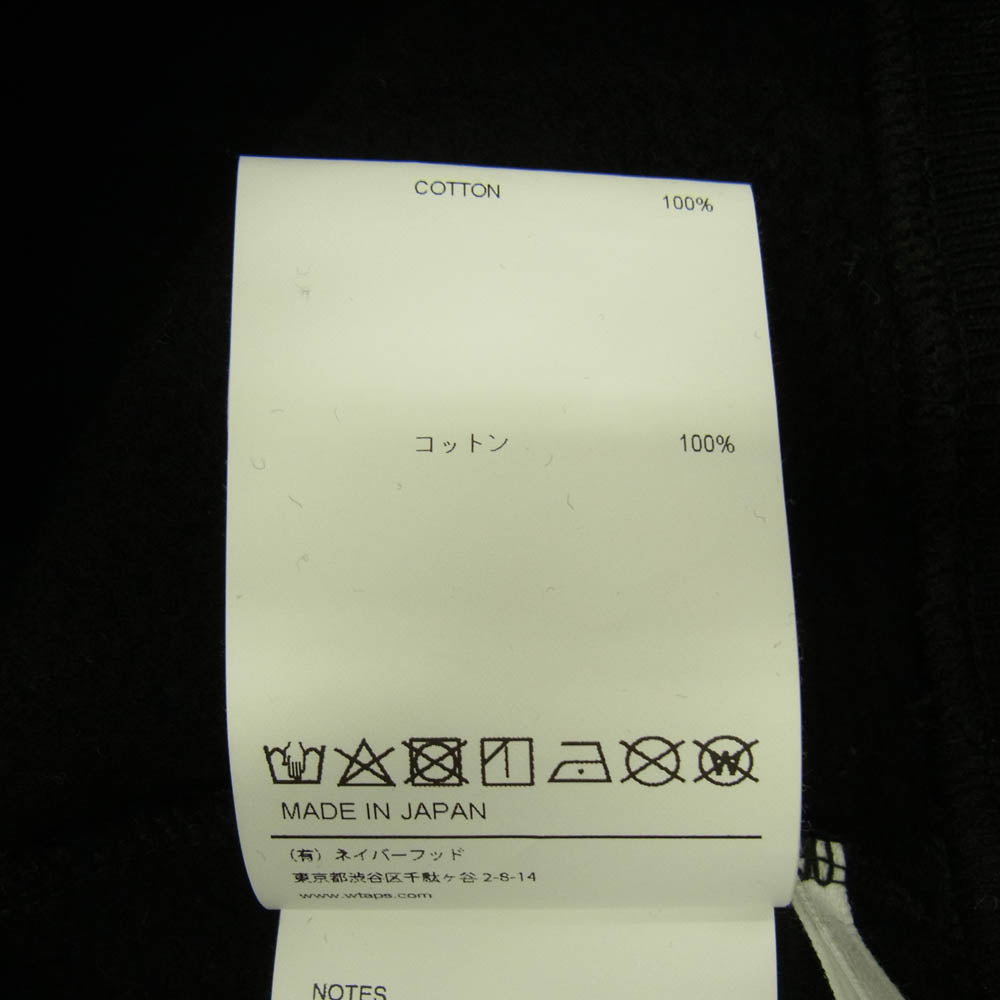 COTTON 100%
コットン 100%
W
MADE IN JAPAN
(有) ネイバーフッド
東京都渋谷区千駄ヶ谷 2-8-14
www.wtaps.com
NOTES